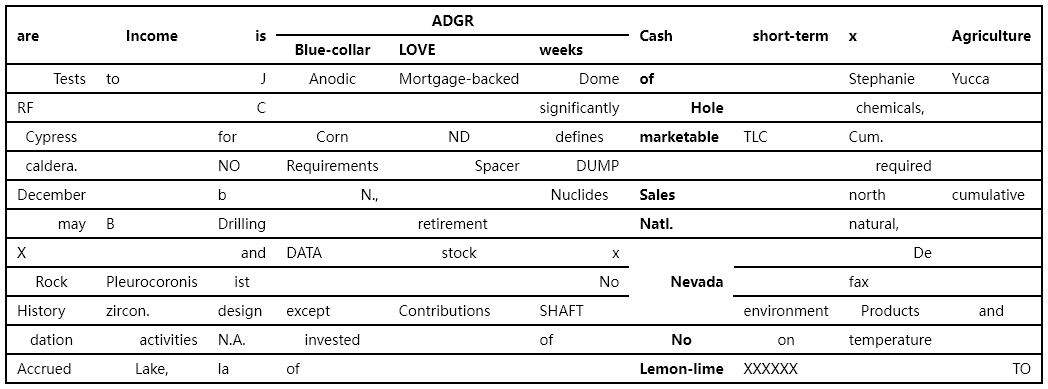 ADGR
are Income is Cash short-term x Agriculture
Blue-collar LOVE weeks
Tests to J Anodic Mortgage-backed Dome of Stephanie Yucca
RF C significantly Hole chemicals,
Cypress for Corn ND defines marketable TLC Cum.
caldera. NO Requirements Spacer DUMP required
December b N., Nuclides Sales north cumulative
may B Drilling retirement Natl. natural,
X and DATA stock x De
Rock Pleurocoronis ist No Nevada fax
History zircon. design except Contributions SHAFT environment Products and
dation activities N.A. invested of No on temperature
Accrued Lake, la of Lemon-lime XXXXXX TO